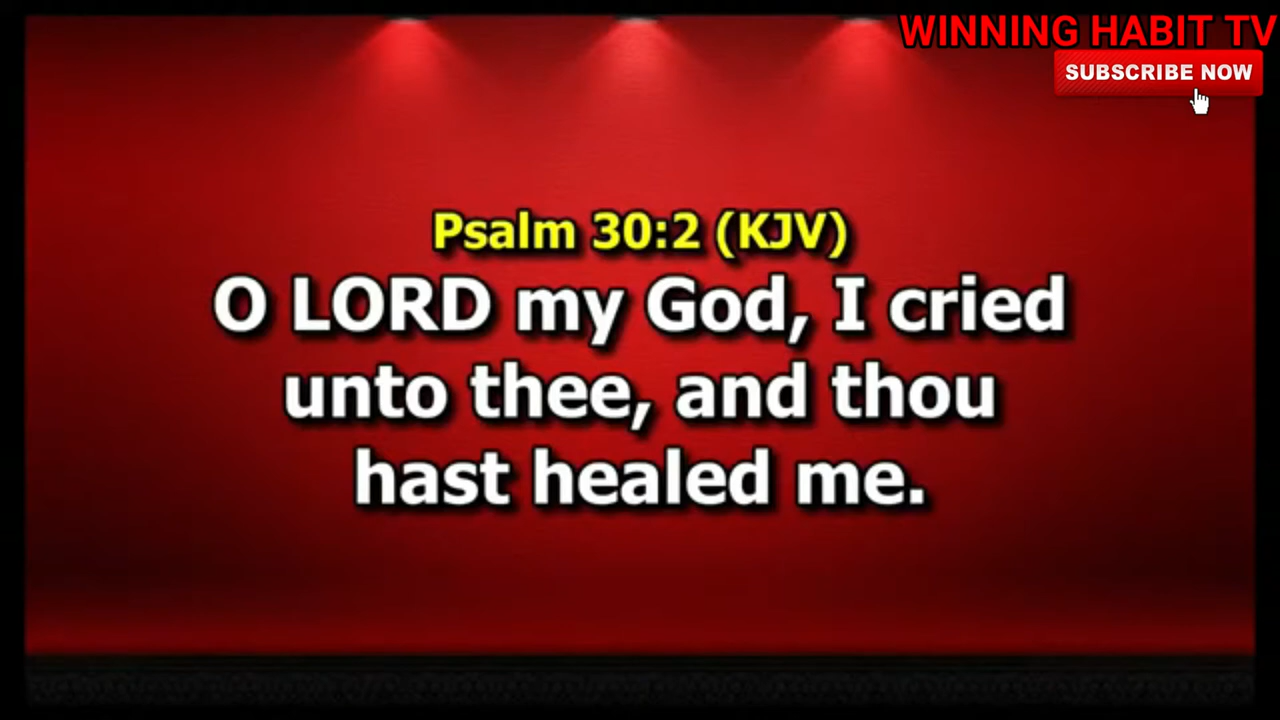 WINNING HABIT TV
SUBSCRIBE NOW
Psalm 30:2 (KJV)
O LORD my God, I cried
unto thee, and thou
hast healed me.